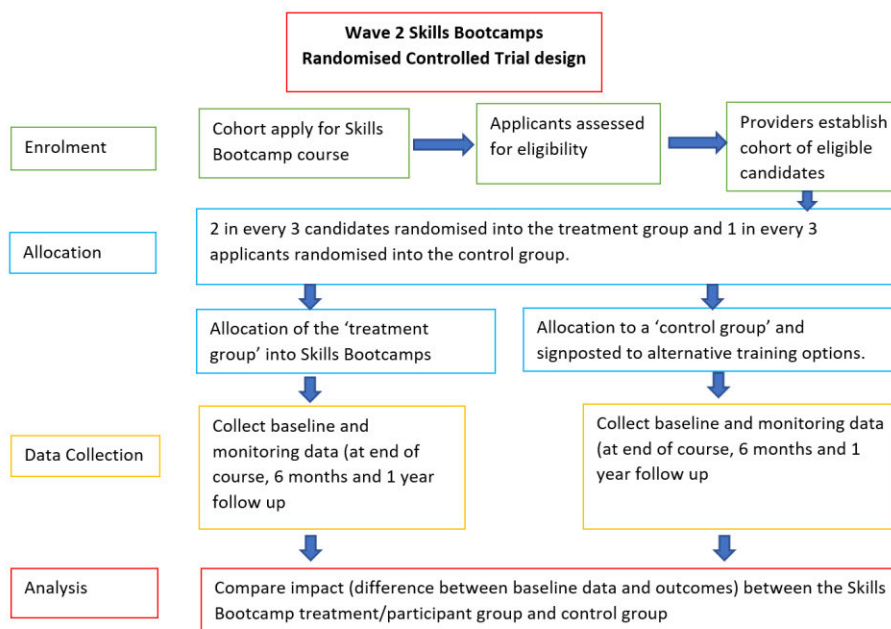 Wave 2 Skills Bootcamps
Randomised Controlled Trial design
Enrolment
Cohort apply for Skills
Bootcamp course
Applicants assessed
for eligibility
Providers establish
cohort of eligible
candidates
Allocation
2 in every 3 candidates randomised into the treatment group and 1 in every 3
applicants randomised into the control group.
Allocation of the ‘treatment
group’ into Skills Bootcamps
Allocation to a ‘control group’ and
signposted to alternative training options.
Data Collection
Collect baseline and
monitoring data (at end of
course, 6 months and 1 year
follow up
Collect baseline and monitoring data
(at end of course, 6 months and 1
year follow up
Analysis
Compare impact (difference between baseline data and outcomes) between the Skills
Bootcamp treatment/participant group and control group